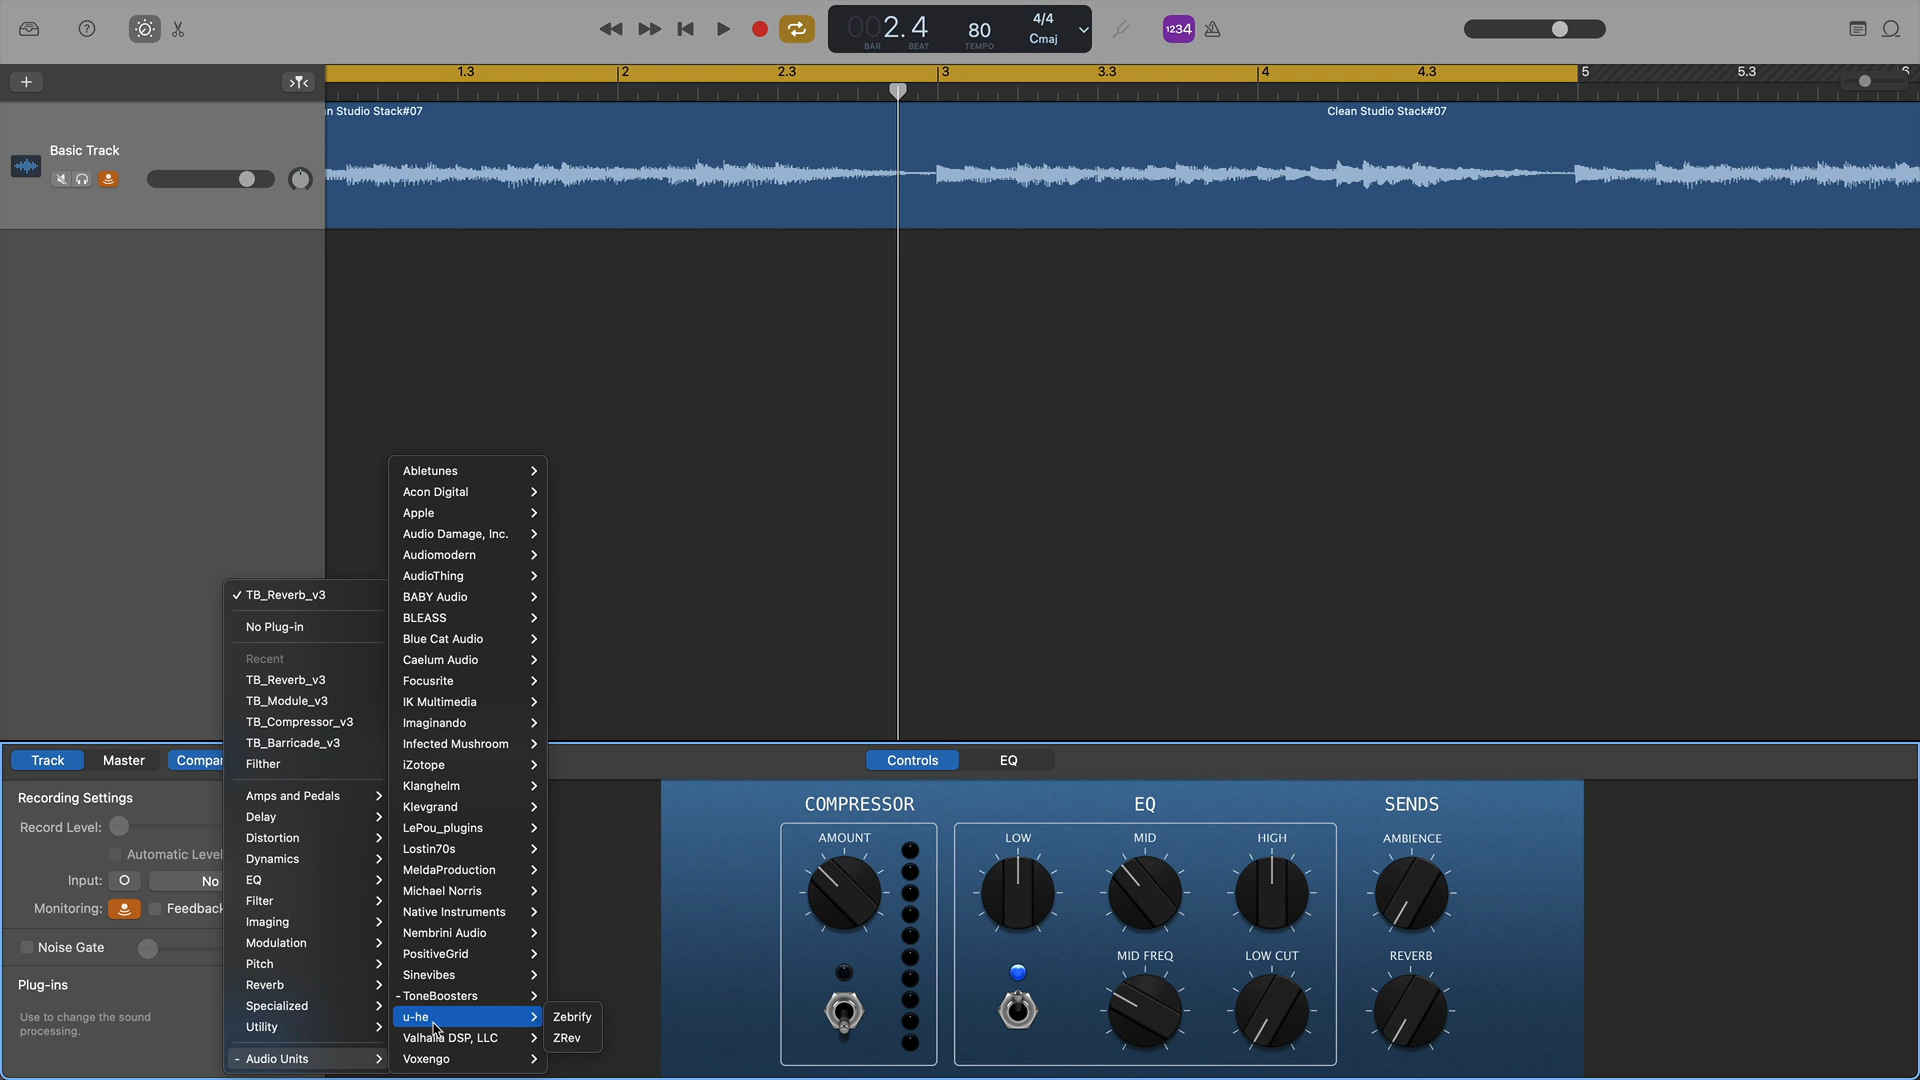 002.4
BAR
BEAT
80
TEMPO
4/4
Cmaj
1234
1.3
2
2.3
3
3.3
4
4.3
5
5.3
n Studio Stack#07
Clean Studio Stack#07
Basic Track
✓ TB_Reverb_v3
No Plug-in
Recent
TB_Reverb_v3
TB_Module_v3
TB_Compressor_v3
TB_Barricade_v3
Filther
Amps and Pedals
Delay
Distortion
Dynamics
EQ
Filter
Imaging
Modulation
Pitch
Reverb
Specialized
Utility
- Audio Units
Abletunes
Acon Digital
Apple
Audio Damage, Inc.
Audiomodern
AudioThing
BABY Audio
BLEASS
Blue Cat Audio
Caelum Audio
Focusrite
IK Multimedia
Imaginando
Infected Mushroom
iZotope
Klanghelm
Klevgrand
LePou_plugins
Lostin70s
MeldaProduction
Michael Norris
Native Instruments
Nembrini Audio
PositiveGrid
Sinevibes
- ToneBoosters
u-he
Valhalla DSP, LLC
Voxengo
Zebrify
ZRev
Track
Master
Compar
Recording Settings
Record Level:
Automatic Level
Input:
No
Monitoring:
Feedback
Noise Gate
Plug-ins
Use to change the sound
processing.
Controls
EQ
COMPRESSOR
AMOUNT
EQ
LOW
MID
HIGH
MID FREQ
LOW CUT
SENDS
AMBIENCE
REVERB